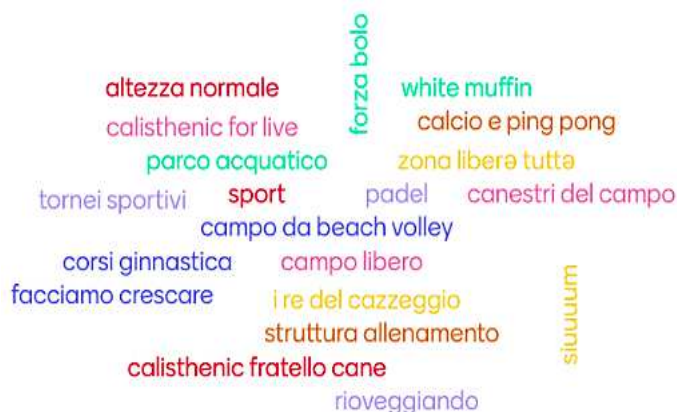 forza bolo
altezza normale
white muffin
calisthenic for live
calcio e ping pong
parco acquatico
zona liberə tuttə
tornei sportivi
sport
padel
canestri del campo
campo da beach volley
corsi ginnastica
campo libero
siuuuum
facciamo crescare
i re del cazzeggio
struttura allenamento
calisthenic fratello cane
rioveggiando